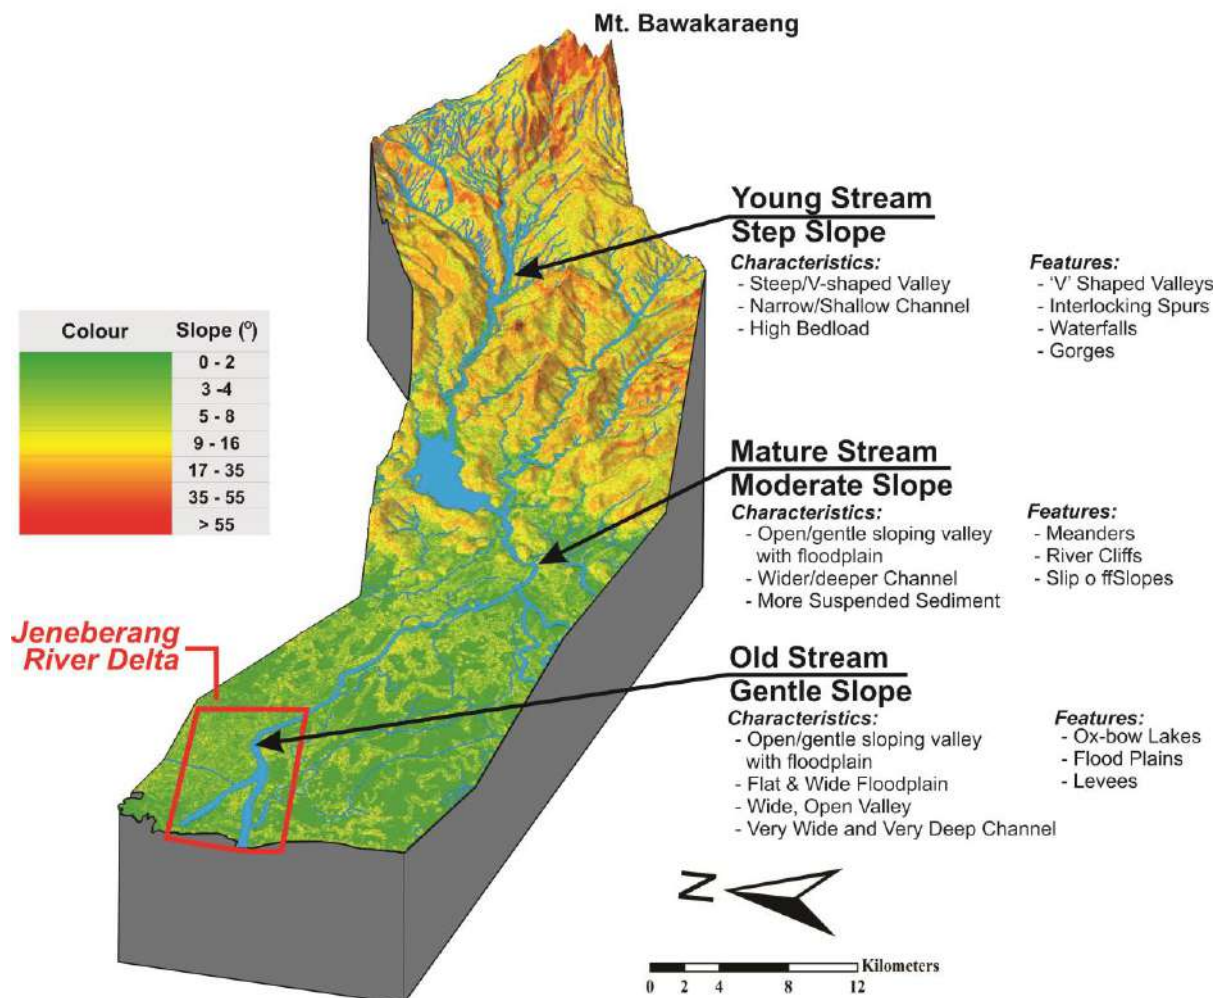 Mt. Bawakaraeng
Young Stream
Step Slope
Characteristics:
- Steep/V-shaped Valley
- Narrow/Shallow Channel
- High Bedload
Features:
- 'V' Shaped Valleys
- Interlocking Spurs
- Waterfalls
- Gorges
Colour Slope (º)
0 - 2
3 -4
5 - 8
9 - 16
17 - 35
35 - 55
> 55
Mature Stream
Moderate Slope
Characteristics:
- Open/gentle sloping valley
with floodplain
- Wider/deeper Channel
- More Suspended Sediment
Features:
- Meanders
- River Cliffs
- Slip o ffSlopes
Jeneberang
River Delta
Old Stream
Gentle Slope
Characteristics:
- Open/gentle sloping valley
with floodplain
- Flat & Wide Floodplain
- Wide, Open Valley
- Very Wide and Very Deep Channel
Features:
- Ox-bow Lakes
- Flood Plains
- Levees
N
Kilometers
0 2 4 8 12